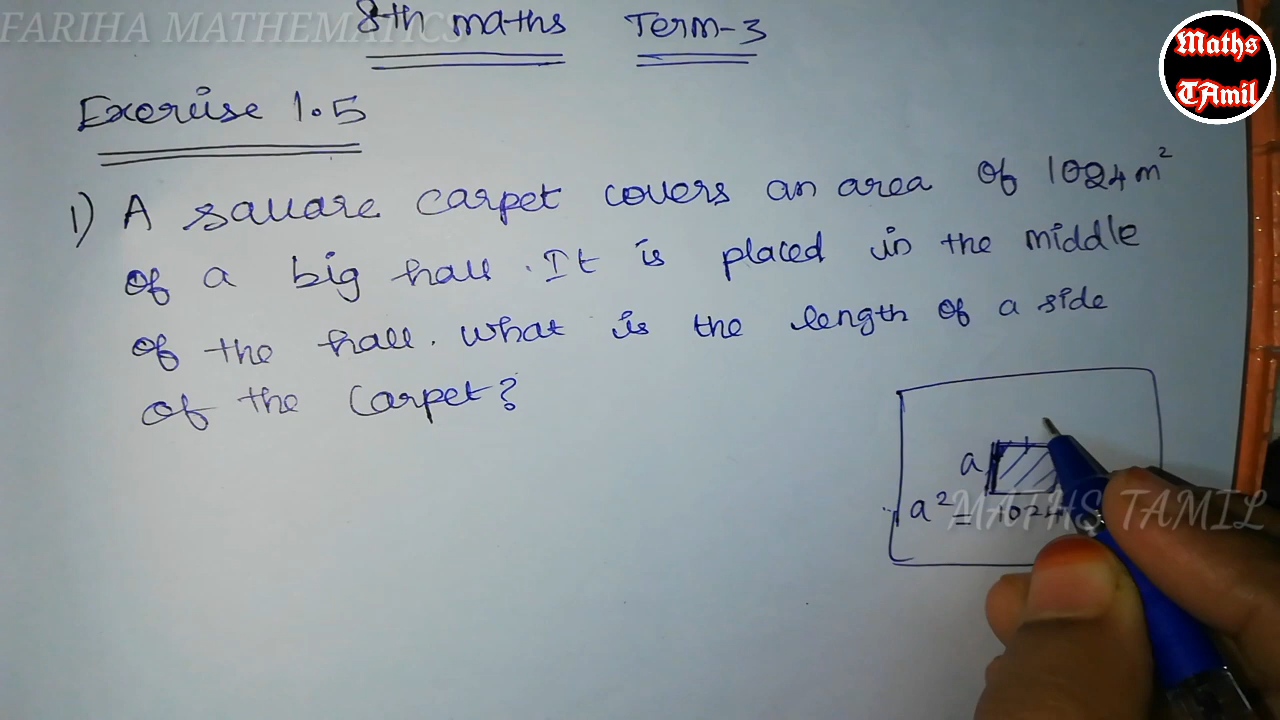 FARIHA MATHEMATICS
8th maths Term-3
Maths
TAmil
Exercise 1.5
1) A square carpet covers an area of 1024 m²
of a big hall. It is placed in the middle
of the hall. What is the length of a side
of the Carpet?
a
a² = 1024
MATHS TAMIL